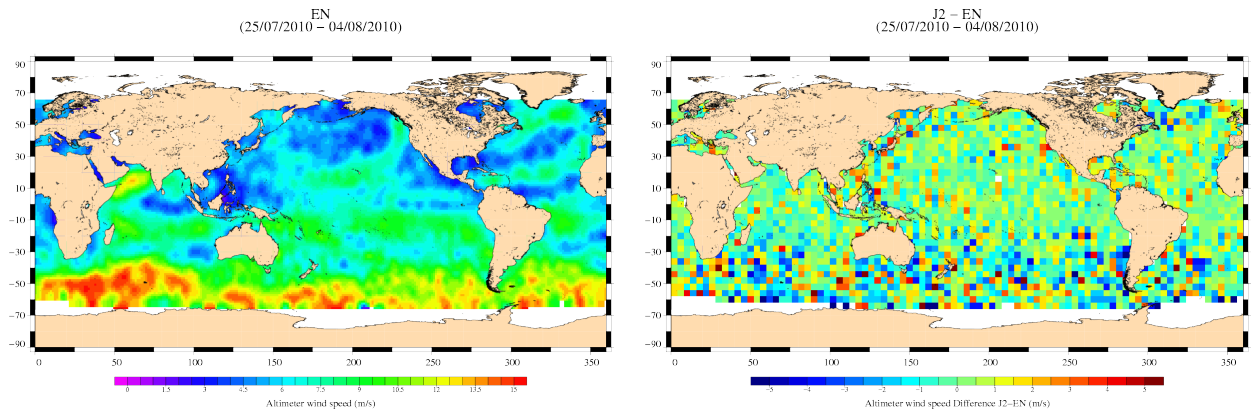 EN
(25/07/2010 – 04/08/2010)
90
70
50
30
10
−10
−30
−50
−70
−90
0 50 100 150 200 250 300 350
0 1.5 3 4.5 6 7.5 9 10.5 12 13.5 15
Altimeter wind speed (m/s)
J2 – EN
(25/07/2010 – 04/08/2010)
90
70
50
30
10
−10
−30
−50
−70
−90
0 50 100 150 200 250 300 350
−5 −4 −3 −2 −1 0 1 2 3 4 5
Altimeter wind speed Difference J2−EN (m/s)